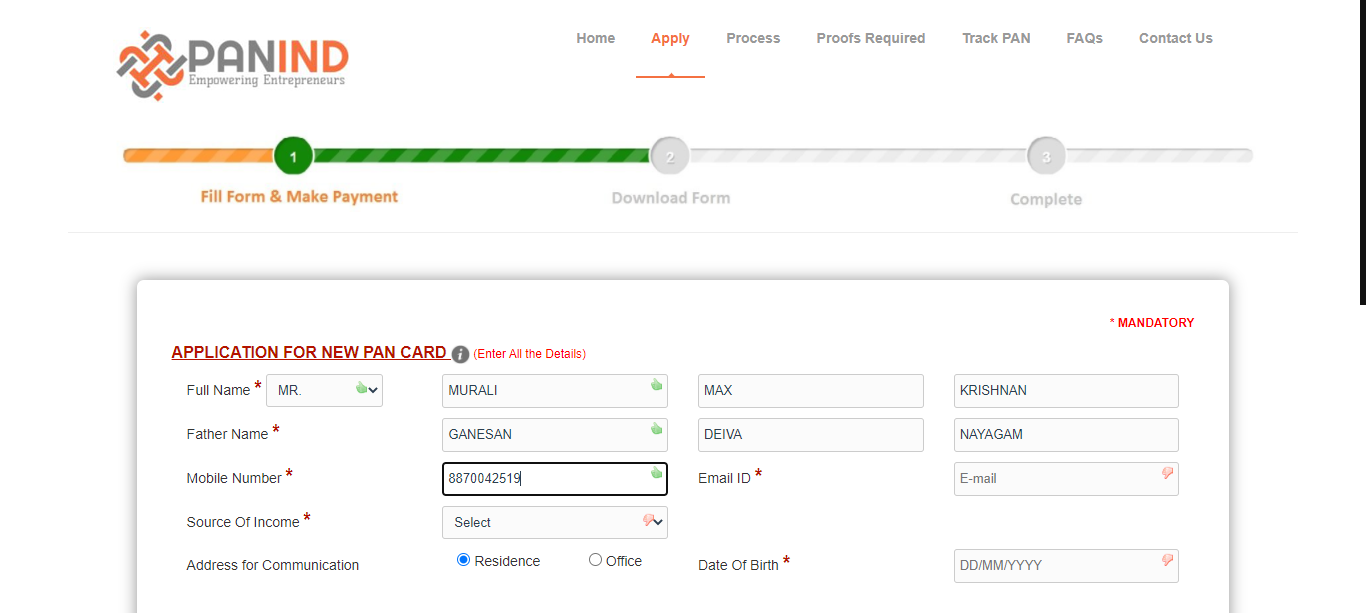 PANIND
Empowering Entrepreneurs
Home Apply Process Proofs Required Track PAN FAQs Contact Us
1 2 3
Fill Form & Make Payment Download Form Complete
* MANDATORY
APPLICATION FOR NEW PAN CARD i (Enter All the Details)
Full Name * MR. MURALI MAX KRISHNAN
Father Name * GANESAN DEIVA NAYAGAM
Mobile Number * 8870042519 Email ID * E-mail
Source Of Income * Select
Address for Communication Residence Office Date Of Birth * DD/MM/YYYY